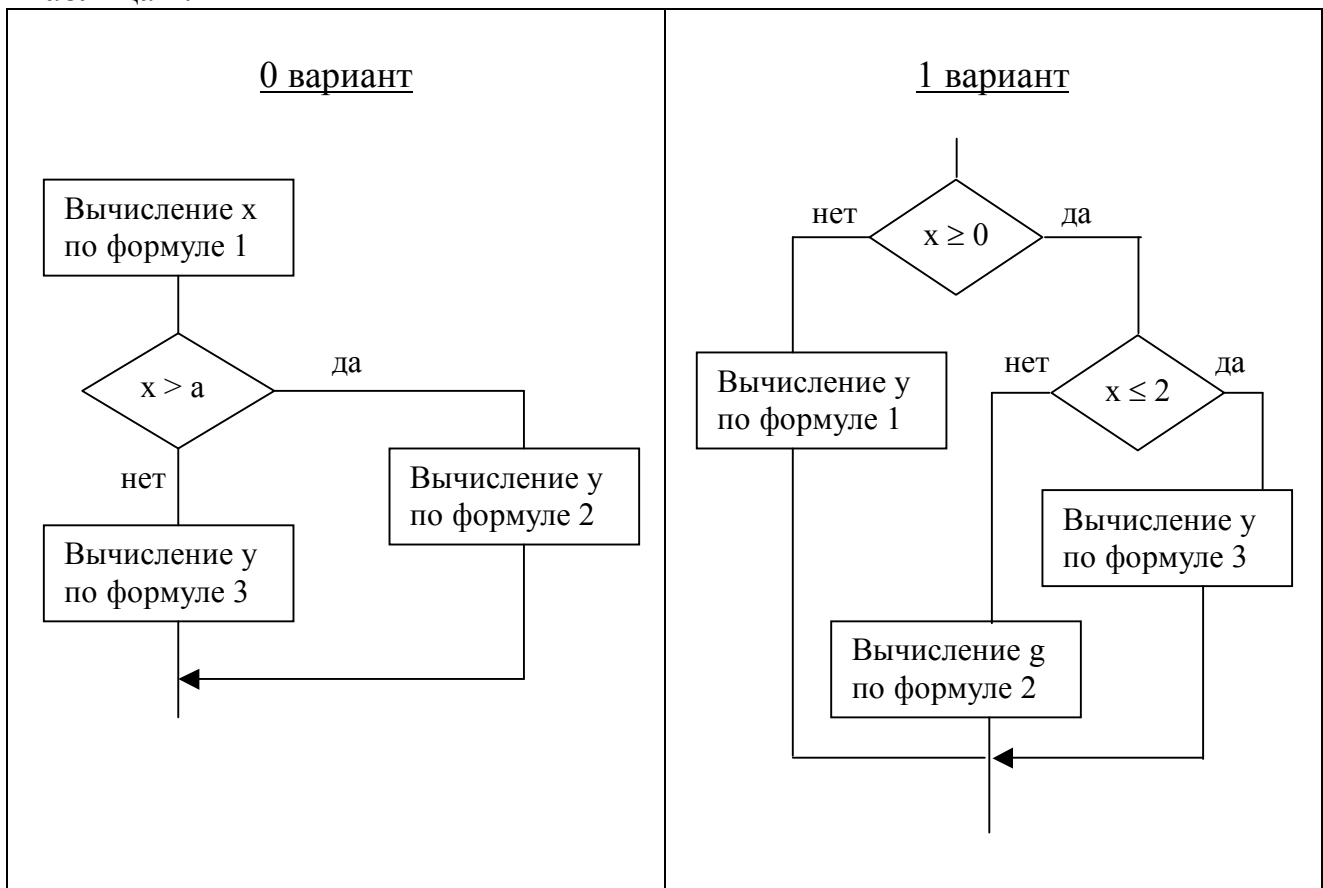 0 вариант
Вычисление x
по формуле 1
x > a
да
нет
Вычисление y
по формуле 2
Вычисление y
по формуле 3
1 вариант
x ≥ 0
нет
да
Вычисление y
по формуле 1
x ≤ 2
нет
да
Вычисление y
по формуле 3
Вычисление g
по формуле 2